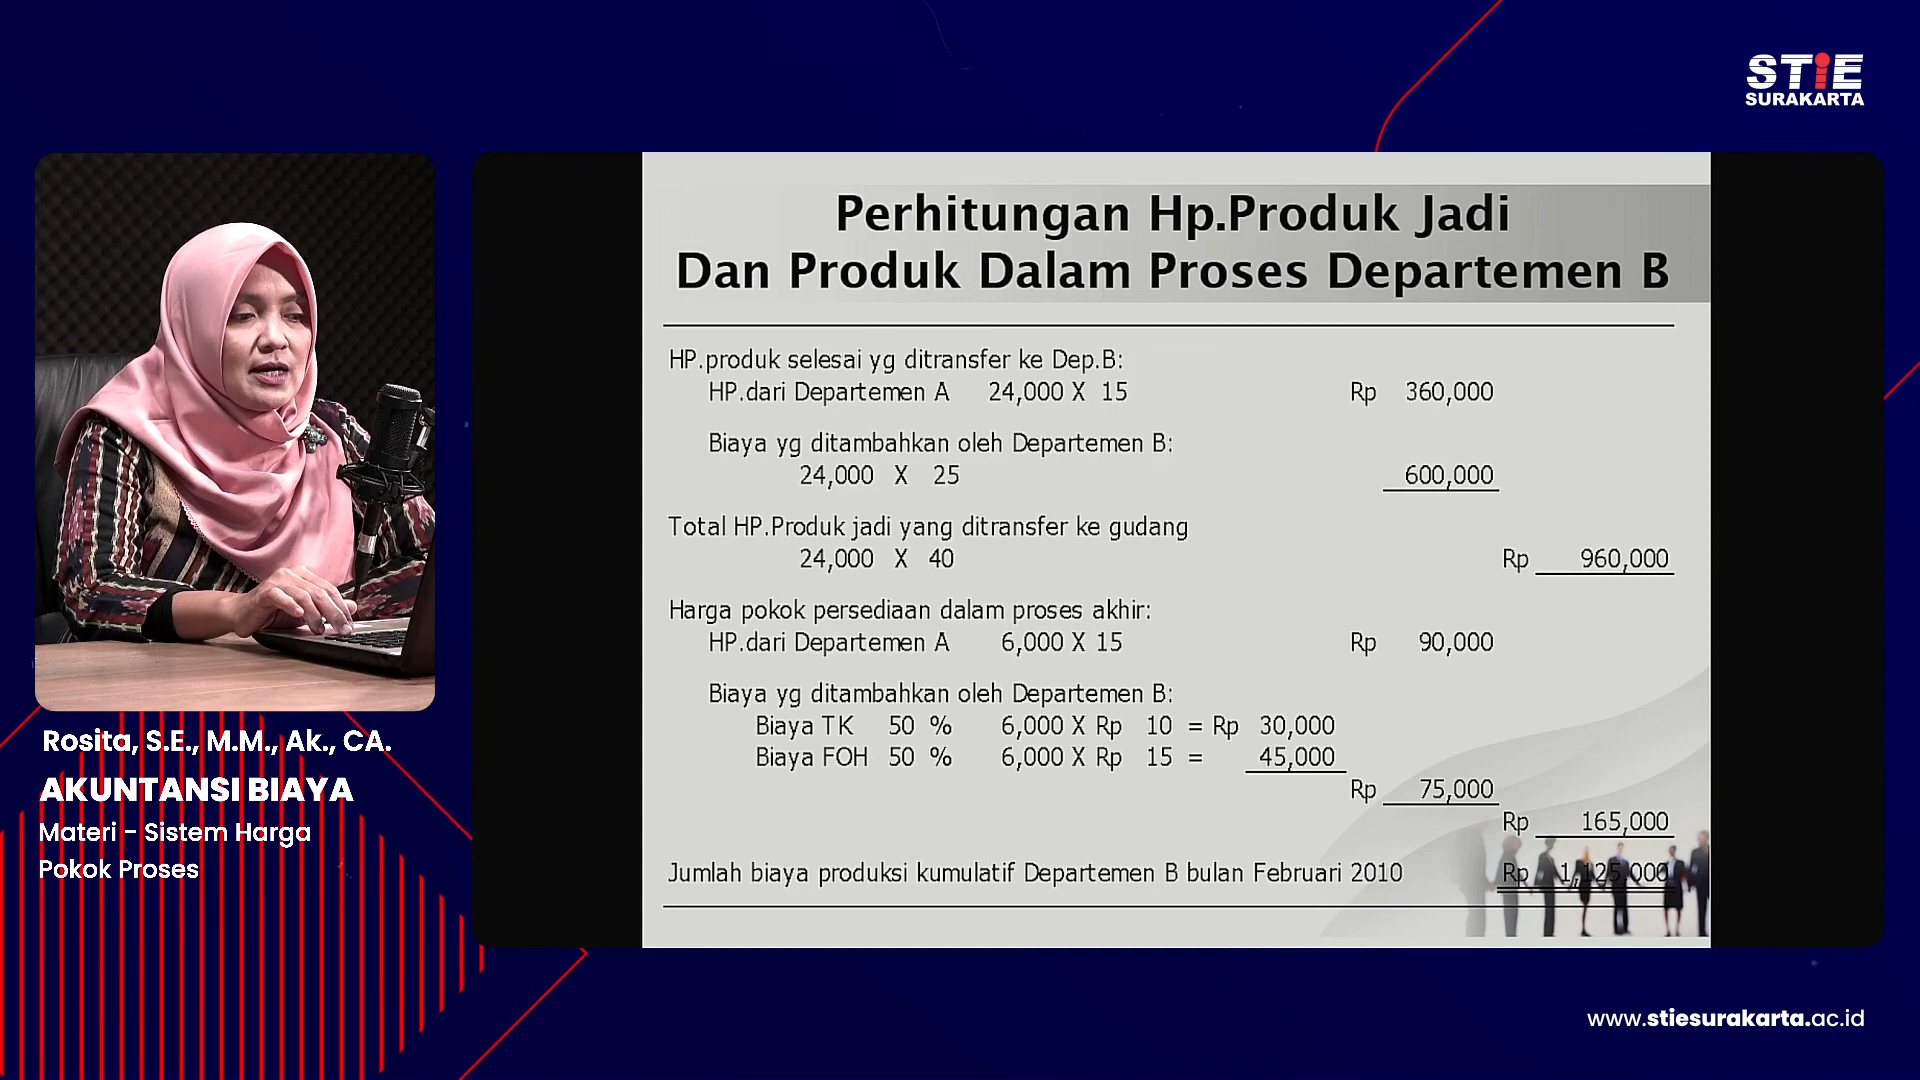 STiE
SURAKARTA
Perhitungan Hp.Produk Jadi
Dan Produk Dalam Proses Departemen B
HP.produk selesai yg ditransfer ke Dep.B:
HP.dari Departemen A 24,000 X 15 Rp 360,000
Biaya yg ditambahkan oleh Departemen B:
24,000 X 25 600,000
Total HP.Produk jadi yang ditransfer ke gudang
24,000 X 40 Rp 960,000
Harga pokok persediaan dalam proses akhir:
HP.dari Departemen A 6,000 X 15 Rp 90,000
Biaya yg ditambahkan oleh Departemen B:
Biaya TK 50 % 6,000 X Rp 10 = Rp 30,000
Biaya FOH 50 % 6,000 X Rp 15 = 45,000
Rp 75,000
Rp 165,000
Jumlah biaya produksi kumulatif Departemen B bulan Februari 2010 Rp 1,125,000
Rosita, S.E., M.M., Ak., CA.
AKUNTANSI BIAYA
Materi - Sistem Harga
Pokok Proses
www.stiesurakarta.ac.id